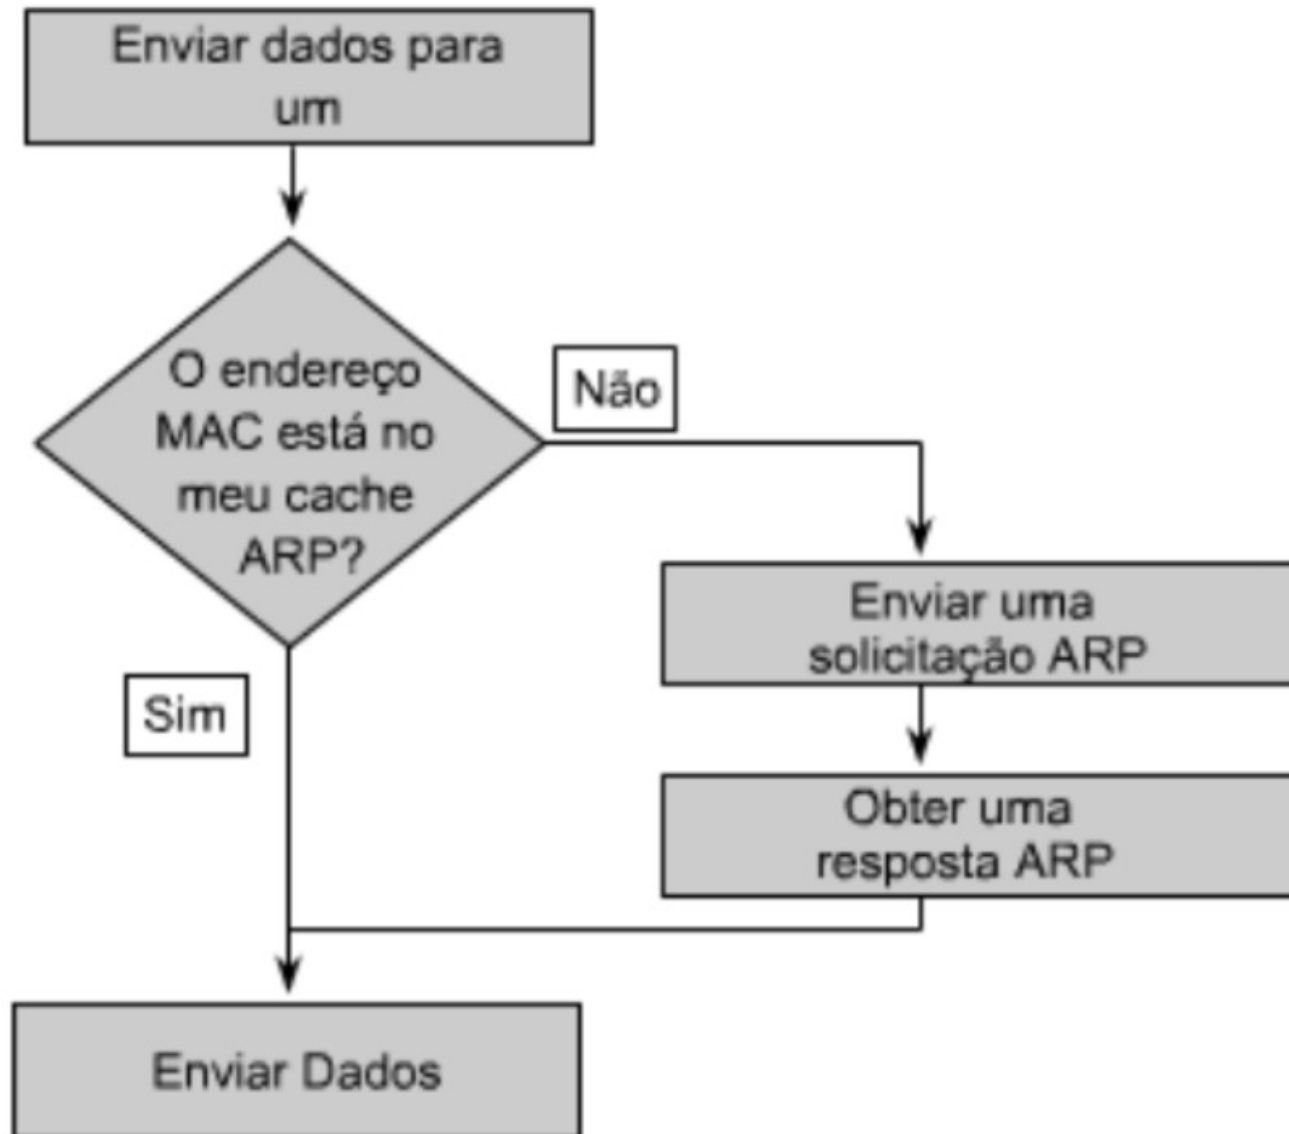 Enviar dados para
um
O endereço
MAC está no
meu cache
ARP?
Não
Enviar uma
solicitação ARP
Sim
Obter uma
resposta ARP
Enviar Dados